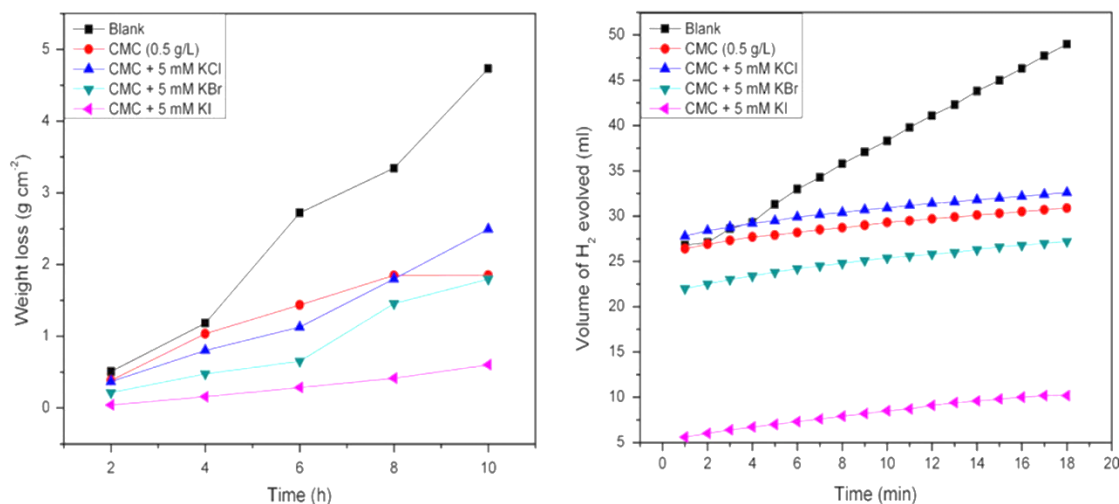 Blank
CMC (0.5 g/L)
CMC + 5 mM KCl
CMC + 5 mM KBr
CMC + 5 mM KI
5
4
3
2
1
0
Weight loss (g cm-2)
2 4 6 8 10
Time (h)
Blank
CMC (0.5 g/L)
CMC + 5 mM KCl
CMC + 5 mM KBr
CMC + 5 mM KI
50
45
40
35
30
25
20
15
10
5
Volume of H2 evolved (ml)
0 2 4 6 8 10 12 14 16 18 20
Time (min)